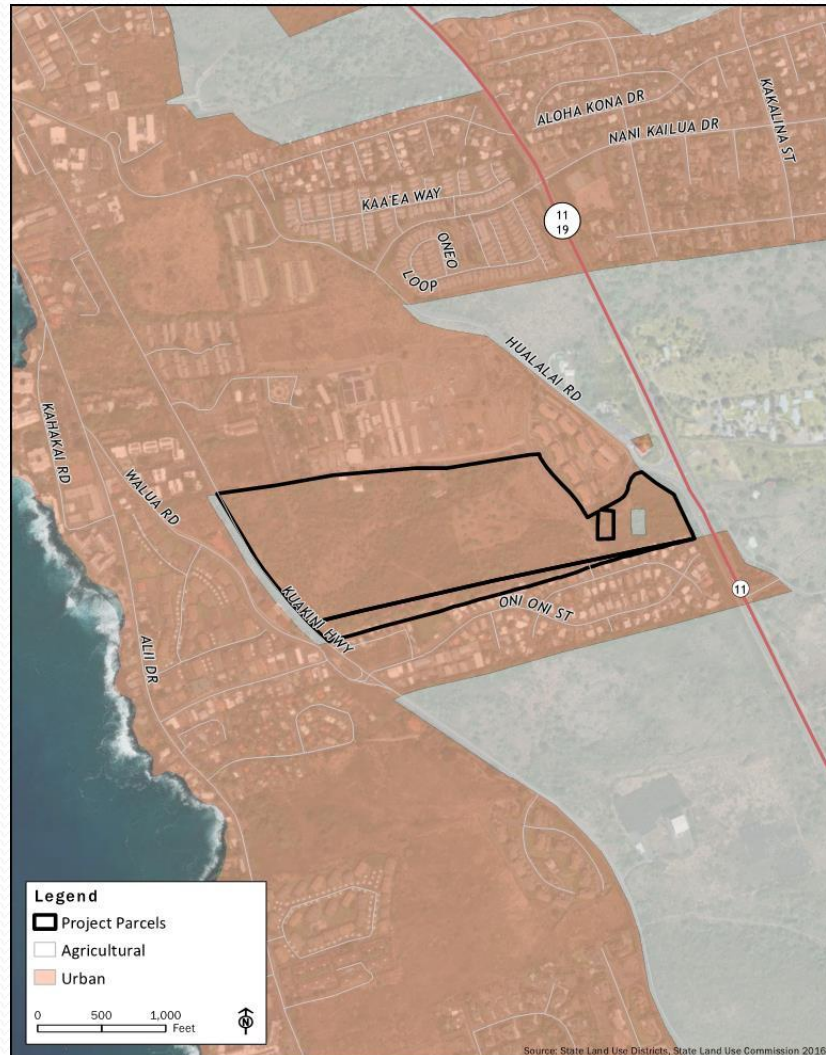 ALOHA KONA DR
NANI KAILUA DR
KAKALINA ST
KAA'EA WAY
11
19
ONEO
LOOP
HUALALAI RD
KAHAKAI RD
WALUA RD
KUAKINI HWY
ONI ONI ST
11
ALII DR
Legend
Project Parcels
Agricultural
Urban
0 500 1,000
Feet
N
Source: State Land Use Districts, State Land Use Commission 2016